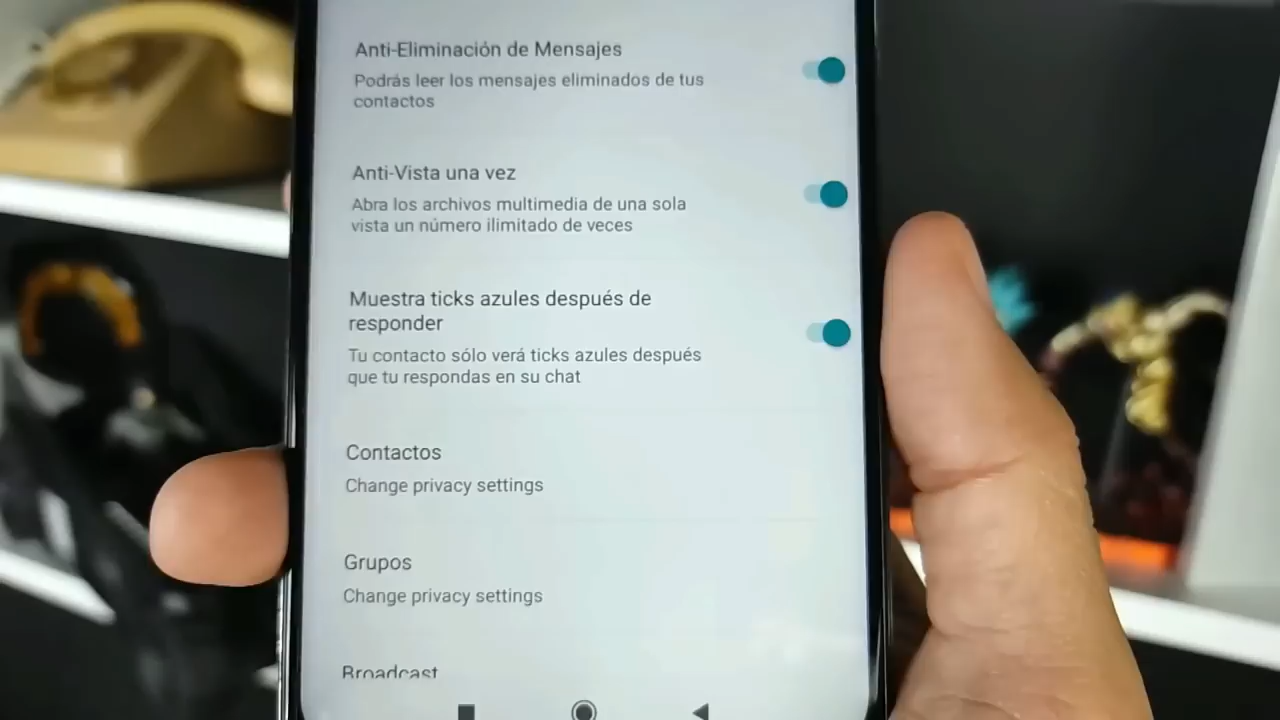 Anti-Eliminación de Mensajes
Podrás leer los mensajes eliminados de tus
contactos
Anti-Vista una vez
Abra los archivos multimedia de una sola
vista un número ilimitado de veces
Muestra ticks azules después de
responder
Tu contacto sólo verá ticks azules después
que tu respondas en su chat
Contactos
Change privacy settings
Grupos
Change privacy settings
Broadcast